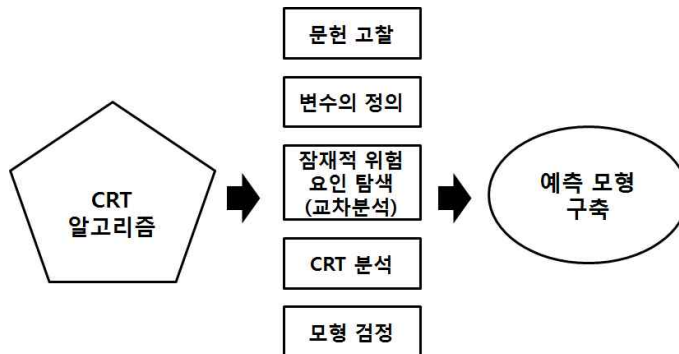 CRT
알고리즘
문헌 고찰
변수의 정의
잠재적 위험
요인 탐색
(교차분석)
CRT 분석
모형 검정
예측 모형
구축